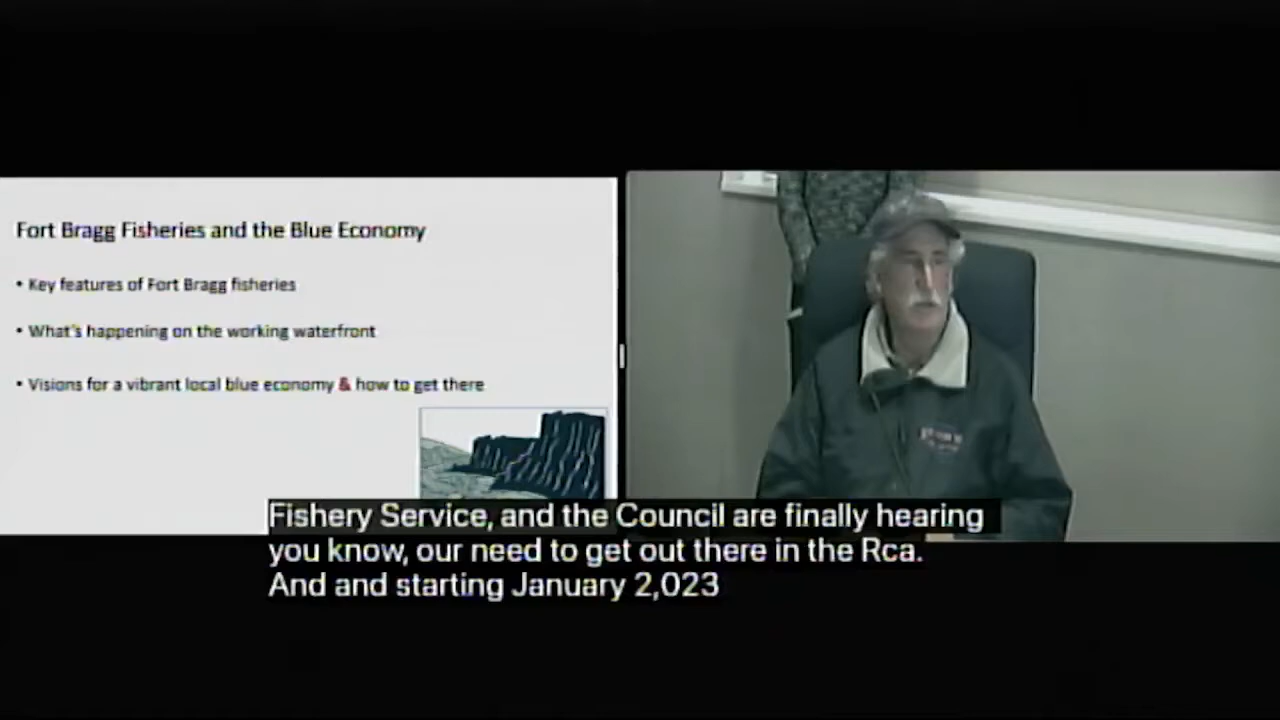 Fort Bragg Fisheries and the Blue Economy
• Key features of Fort Bragg fisheries
• What's happening on the working waterfront
• Visions for a vibrant local blue economy & how to get there
Fishery Service, and the Council are finally hearing
you know, our need to get out there in the Rca.
And and starting January 2,023